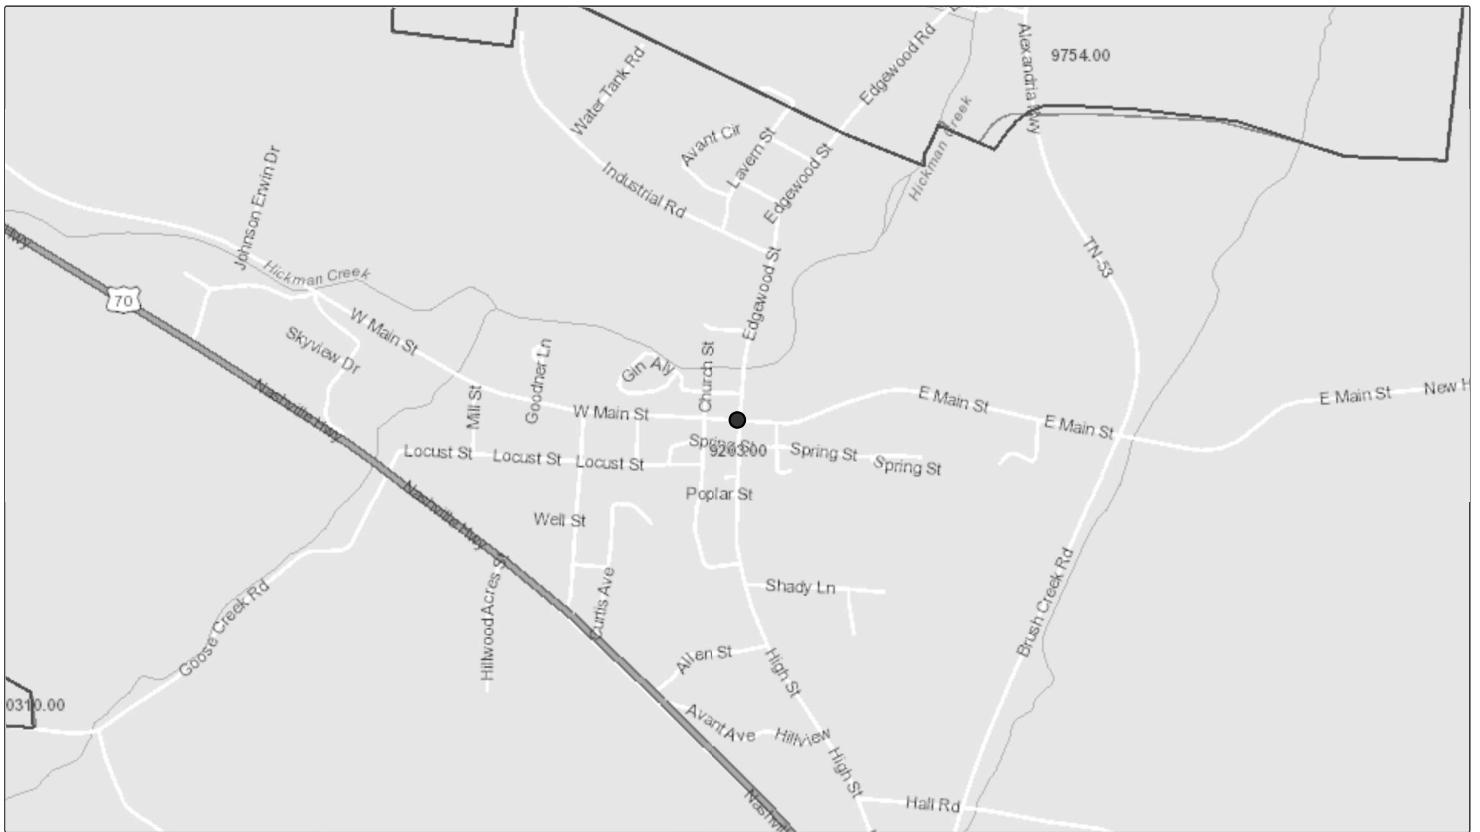 Edgewood Rd
Alexandria Hwy
9754.00
Water Tank Rd
Hickman Creek
Avant Cir
Lavern St
Edgewood St
Industrial Rd
Johnson Erwin Dr
Hwy
TN-53
Hickman Creek
70
Edgewood St
W Main St
Skyview Dr
Goodner Ln
Church St
Gin Aly
Mill St
Nashville Hwy
W Main St
E Main St
E Main St
E Main St
New H
Spring St
9203.00
Spring St
Spring St
Locust St
Locust St
Locust St
Poplar St
Nashville Hwy
Well St
Hillwood Acres St
Curtis Ave
Shady Ln
Brush Creek Rd
Goose Creek Rd
Allen St
High St
0310.00
Avant Ave
Hillview
High St
Hall Rd
Nashvill